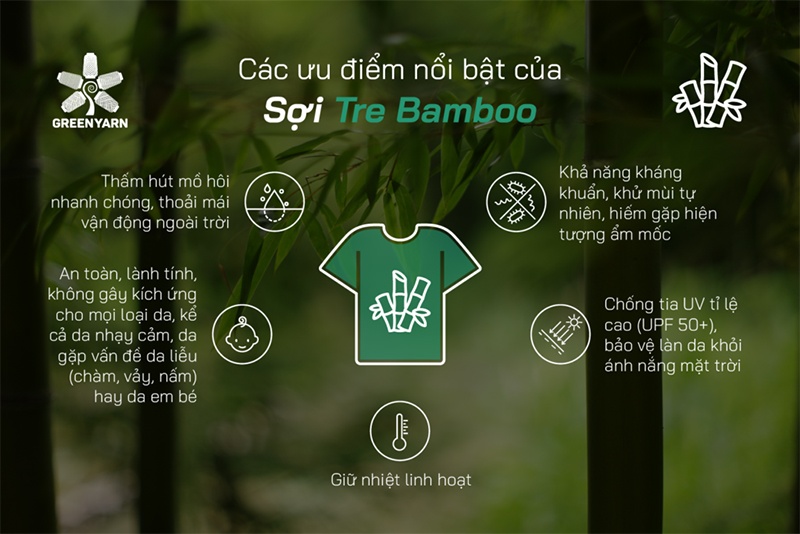 GREENYARN
Các ưu điểm nổi bật của
Sợi Tre Bamboo
Thấm hút mồ hôi
nhanh chóng, thoải mái
vận động ngoài trời
Khả năng kháng
khuẩn, khử mùi tự
nhiên, hiếm gặp hiện
tượng ẩm mốc
An toàn, lành tính,
không gây kích ứng
cho mọi loại da, kể
cả da nhạy cảm, da
gặp vấn đề da liễu
(chàm, vảy, nấm)
hay da em bé
Chống tia UV tỉ lệ
cao (UPF 50+),
bảo vệ làn da khỏi
ánh nắng mặt trời
Giữ nhiệt linh hoạt